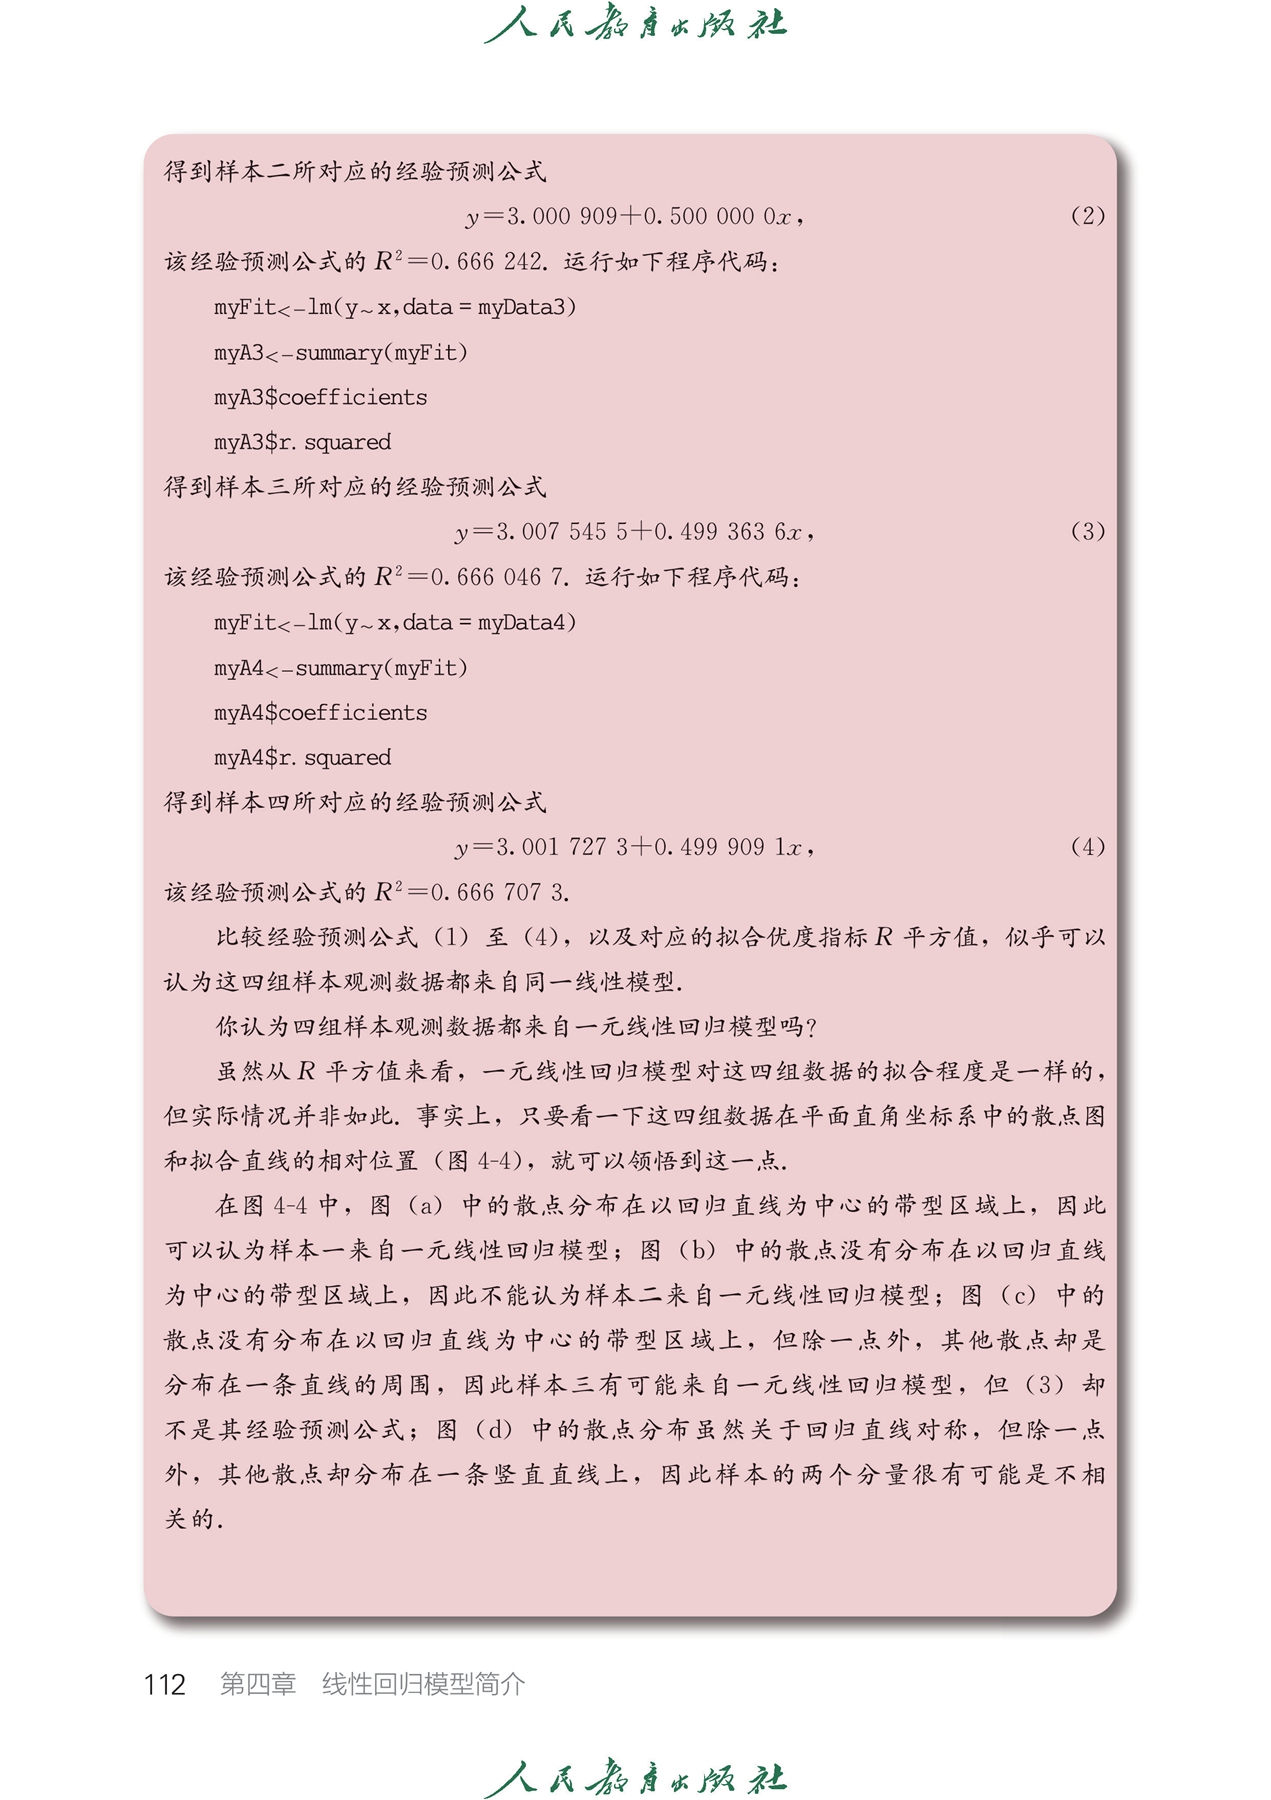 人民教育出版社
得到样本二所对应的经验预测公式
y=3.000 909+0.500 000 0x, (2)
该经验预测公式的 R²=0.666 242. 运行如下程序代码:
myFit<-lm(y~x,data=myData3)
myA3<-summary(myFit)
myA3$coefficients
myA3$r.squared
得到样本三所对应的经验预测公式
y=3.007 545 5+0.499 363 6x, (3)
该经验预测公式的 R²=0.666 046 7. 运行如下程序代码:
myFit<-lm(y~x,data=myData4)
myA4<-summary(myFit)
myA4$coefficients
myA4$r.squared
得到样本四所对应的经验预测公式
y=3.001 727 3+0.499 909 1x, (4)
该经验预测公式的 R²=0.666 707 3.
比较经验预测公式(1)至(4),以及对应的拟合优度指标 R 平方值,似乎可以
认为这四组样本观测数据都来自同一线性模型.
你认为四组样本观测数据都来自一元线性回归模型吗?
虽然从 R 平方值来看,一元线性回归模型对这四组数据的拟合程度是一样的,
但实际情况并非如此. 事实上,只要看一下这四组数据在平面直角坐标系中的散点图
和拟合直线的相对位置(图 4-4),就可以领悟到这一点.
在图 4-4 中,图(a)中的散点分布在以回归直线为中心的带型区域上,因此
可以认为样本一来自一元线性回归模型;图(b)中的散点没有分布在以回归直线
为中心的带型区域上,因此不能认为样本二来自一元线性回归模型;图(c)中的
散点没有分布在以回归直线为中心的带型区域上,但除一点外,其他散点却是
分布在一条直线的周围,因此样本三有可能来自一元线性回归模型,但(3)却
不是其经验预测公式;图(d)中的散点分布虽然关于回归直线对称,但除一点
外,其他散点却分布在一条竖直直线上,因此样本的两个分量很有可能是不相
关的.
112 第四章 线性回归模型简介
人民教育出版社